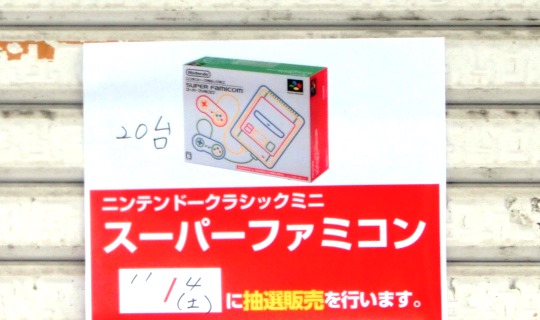 Nintendo
SUPER FAMICOM
20台
ニンテンドークラシックミニ
スーパーファミコン
11/4
(土)
に抽選販売を行います。